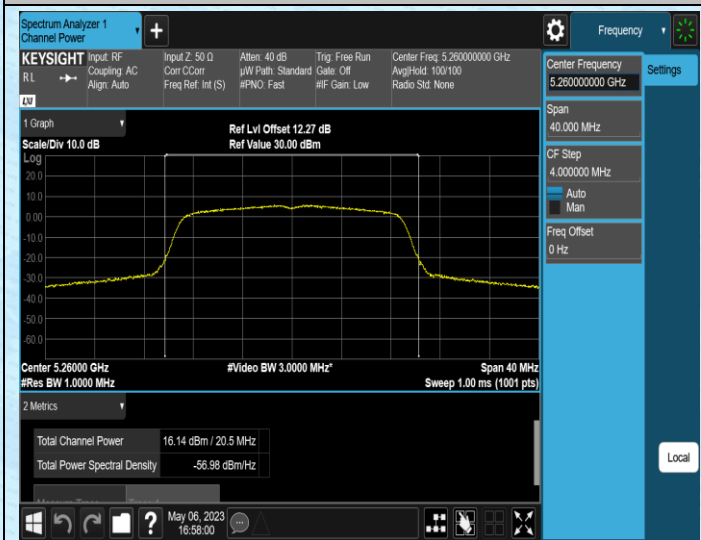 Spectrum Analyzer 1
Channel Power
+
Frequency
KEYSIGHT
R L
LXI
Input: RF
Coupling: AC
Align: Auto
Input Z: 50 Ω
Corr CCorr
Freq Ref: Int (S)
Atten: 40 dB
µW Path: Standard
#PNO: Fast
Trig: Free Run
Gate: Off
#IF Gain: Low
Center Freq: 5.260000000 GHz
Avg|Hold: 100/100
Radio Std: None
1 Graph
Scale/Div 10.0 dB
Ref Lvl Offset 12.27 dB
Ref Value 30.00 dBm
Log
20.0
10.0
0.00
-10.0
-20.0
-30.0
-40.0
-50.0
-60.0
Center 5.26000 GHz
#Res BW 1.0000 MHz
#Video BW 3.0000 MHz*
Span 40 MHz
Sweep 1.00 ms (1001 pts)
2 Metrics
Total Channel Power 16.14 dBm / 20.5 MHz
Total Power Spectral Density -56.98 dBm/Hz
?
May 06, 2023
16:58:00
Center Frequency
5.260000000 GHz
Settings
Span
40.000 MHz
CF Step
4.000000 MHz
Auto
Man
Freq Offset
0 Hz
Local